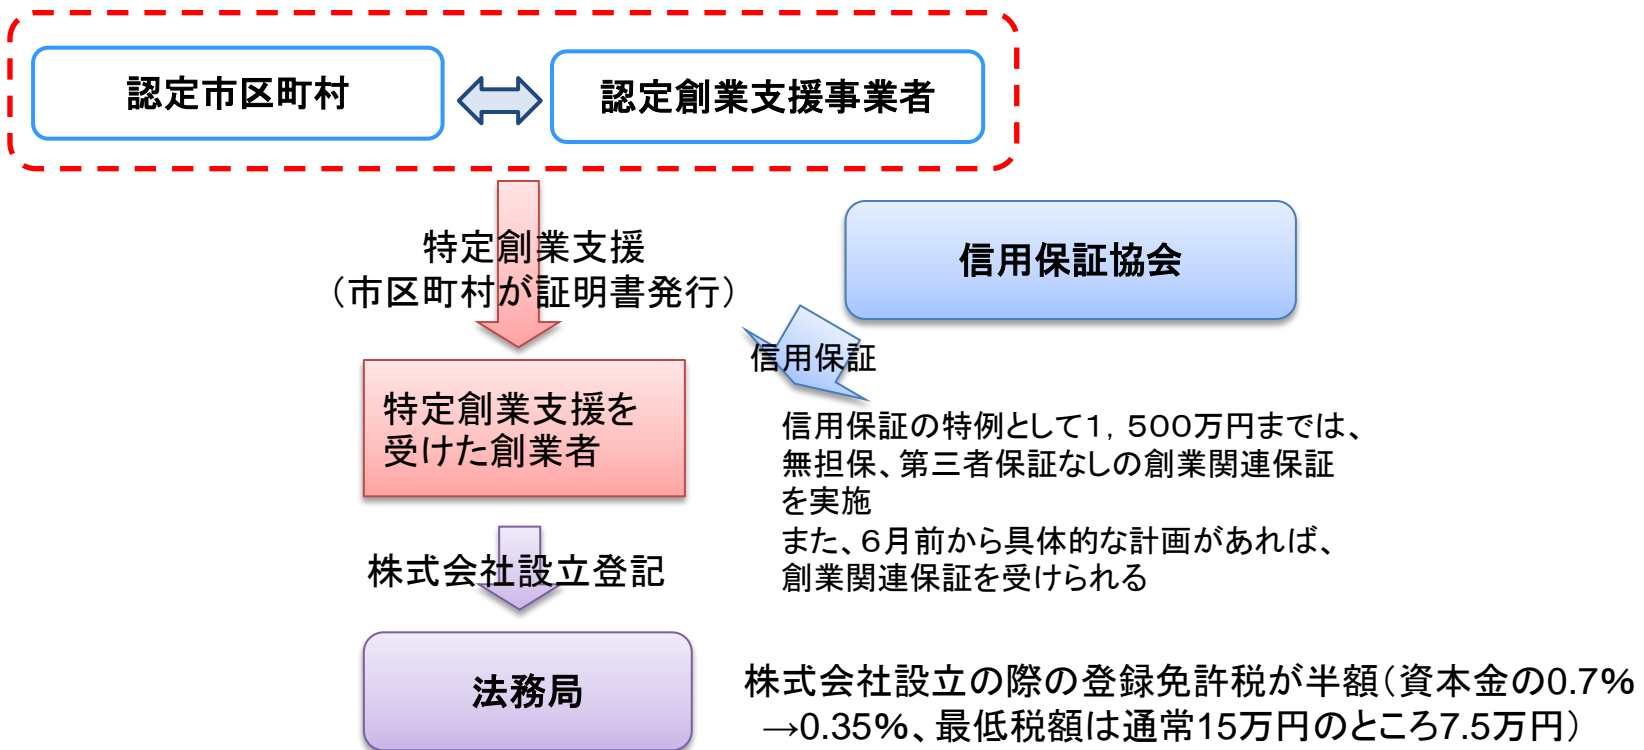 認定市区町村
認定創業支援事業者
特定創業支援
（市区町村が証明書発行）
信用保証協会
信用保証
特定創業支援を
受けた創業者
信用保証の特例として１，５００万円までは、
無担保、第三者保証なしの創業関連保証
を実施
また、６月前から具体的な計画があれば、
創業関連保証を受けられる
株式会社設立登記
法務局
株式会社設立の際の登録免許税が半額（資本金の0.7%
→0.35%、最低税額は通常15万円のところ7.5万円）